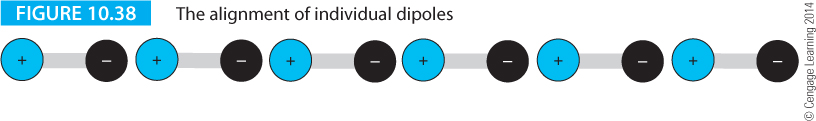 FIGURE 10.38 The alignment of individual dipoles
+ − + − + − + − + − + −
© Cengage Learning 2014